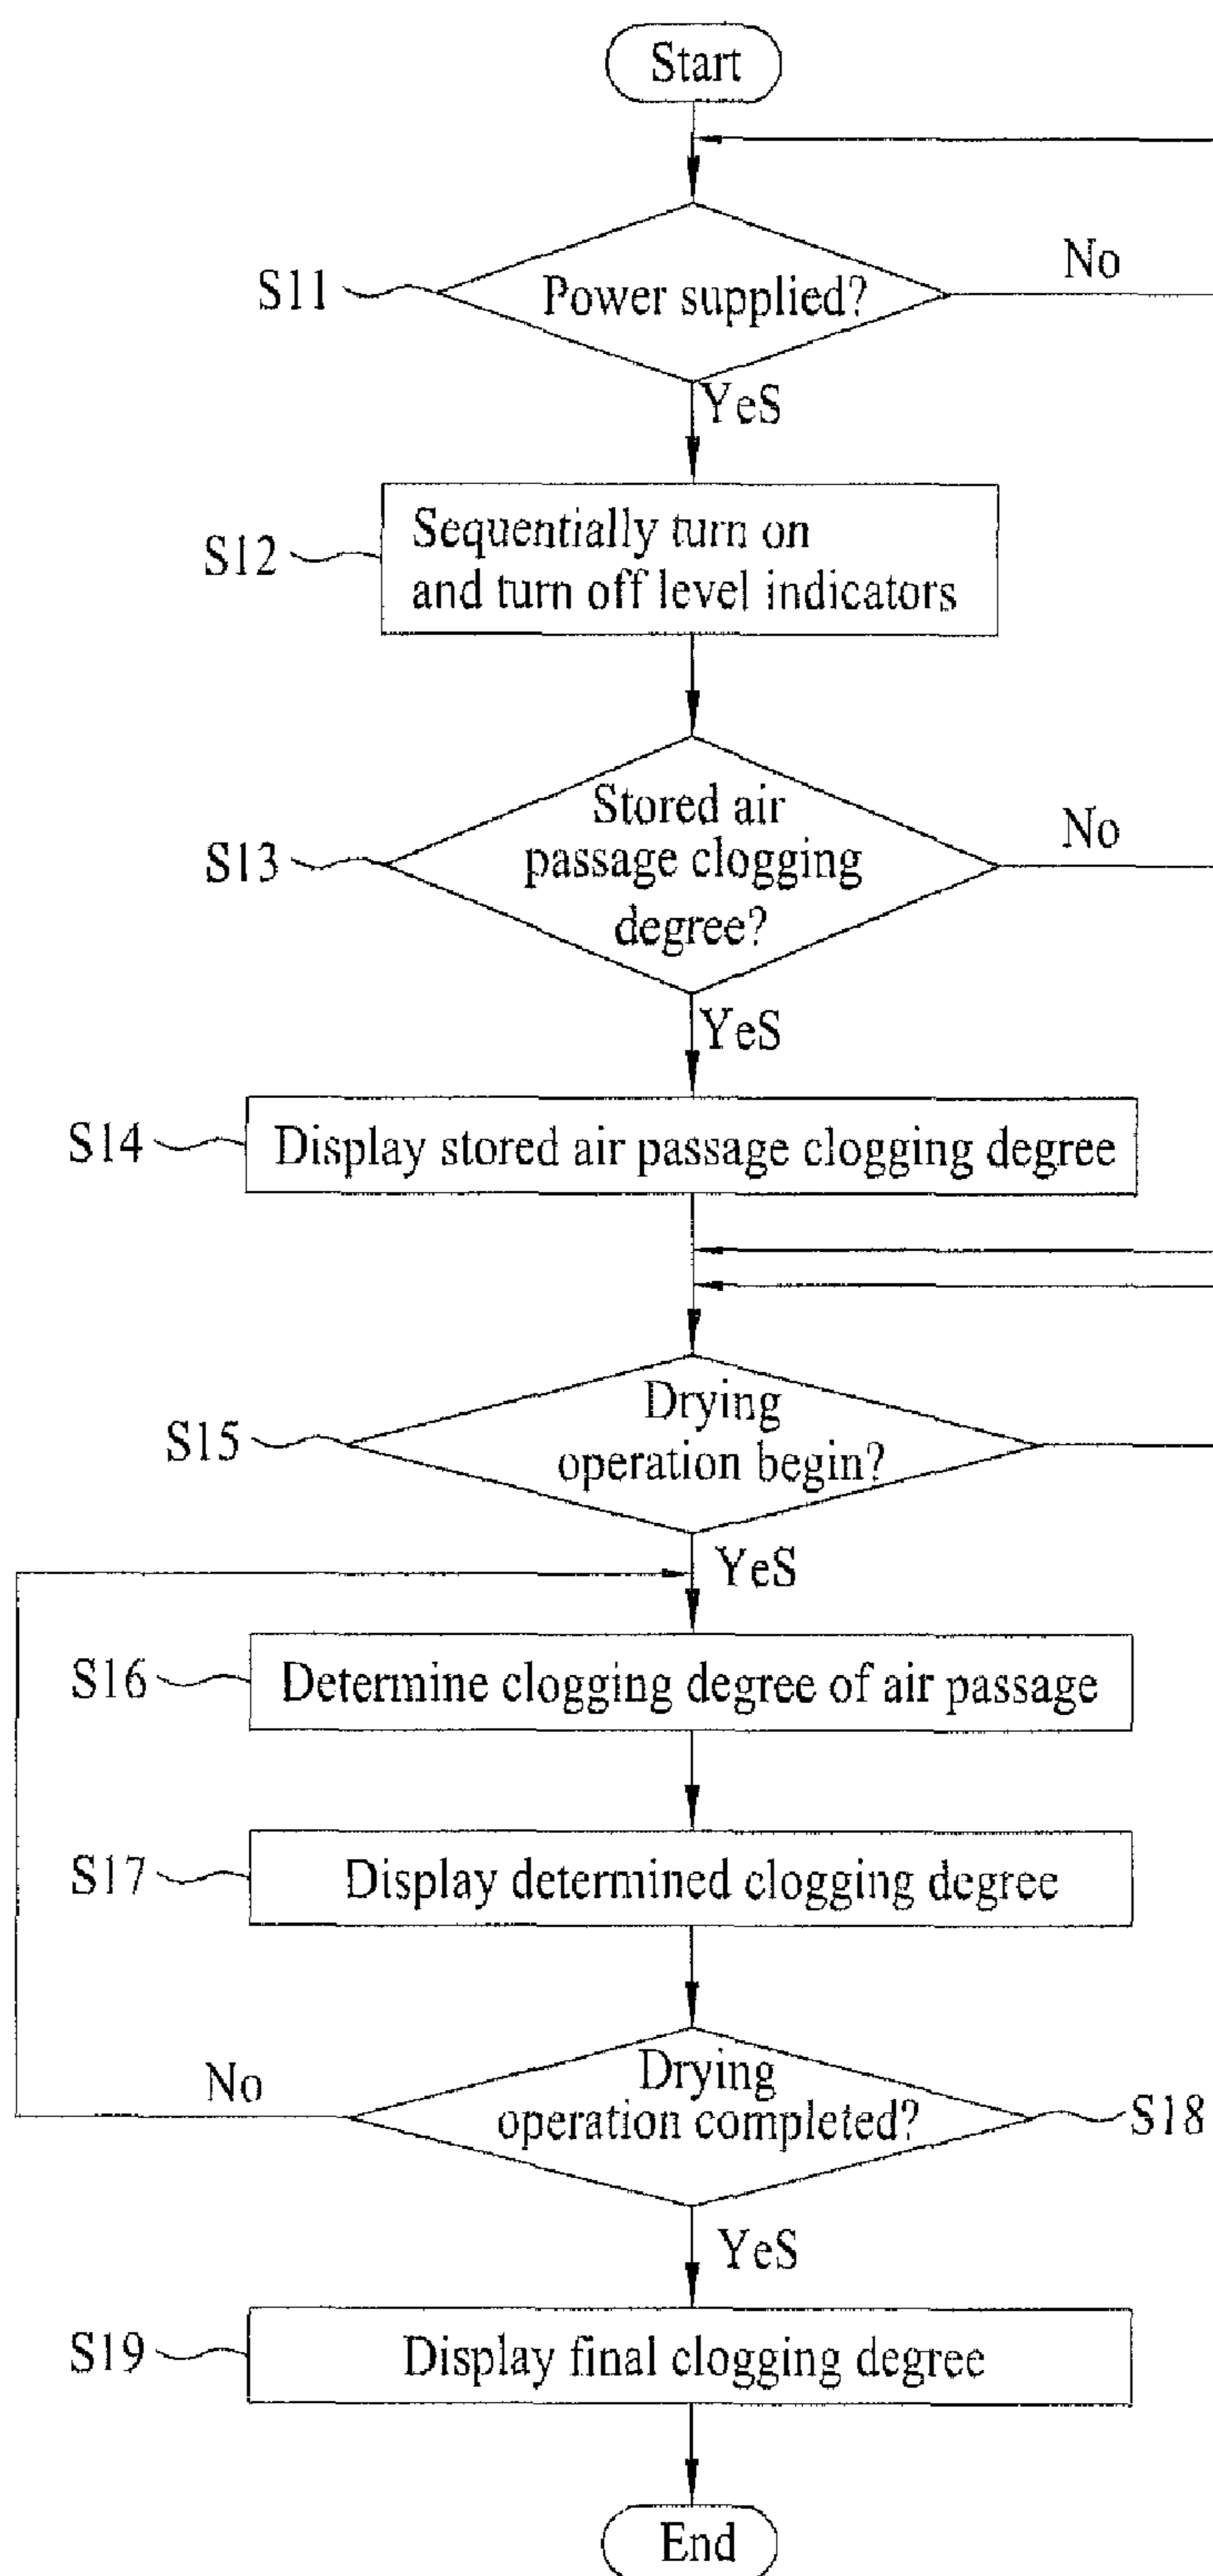 Start
S11
Power supplied?
No
YeS
S12
Sequentially turn on
and turn off level indicators
S13
Stored air
passage clogging
degree?
No
YeS
S14
Display stored air passage clogging degree
S15
Drying
operation begin?
YeS
S16
Determine clogging degree of air passage
S17
Display determined clogging degree
No
Drying
operation completed?
S18
YeS
S19
Display final clogging degree
End